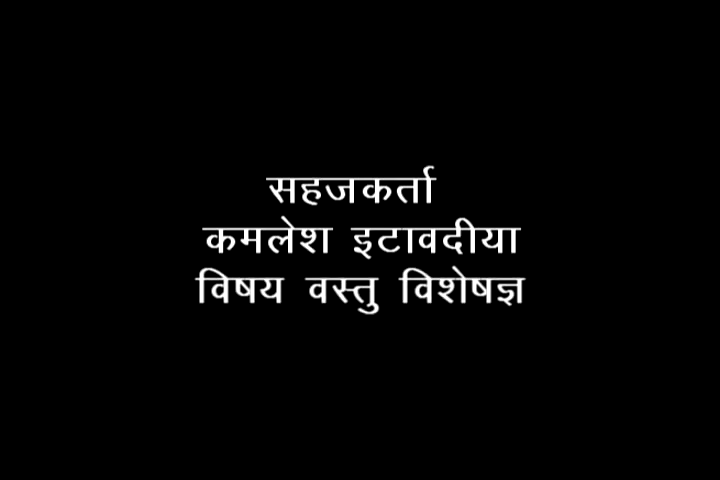 सहजकर्ता
कमलेश इटावदीया
विषय वस्तु विशेषज्ञ